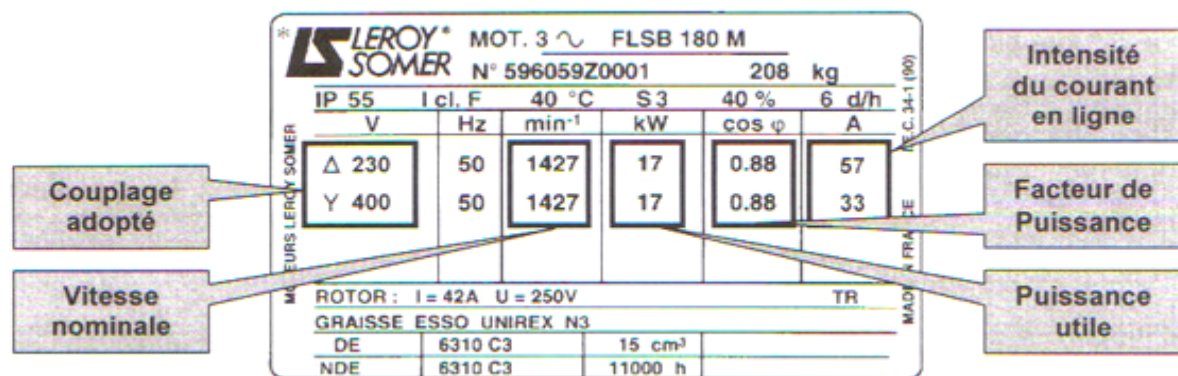 * LEROY®
SOMER
MOT. 3 ~ FLSB 180 M
N° 596059Z0001 208 kg
IP 55 I cl. F 40 °C S 3 40 % 6 d/h
V Hz min⁻¹ kW cos φ A
Δ 230 50 1427 17 0.88 57
Y 400 50 1427 17 0.88 33
ROTOR : I = 42A U = 250V TR
GRAISSE ESSO UNIREX N3
DE 6310 C3 15 cm³
NDE 6310 C3 11000 h
MOTEURS LEROY SOMER
MADE IN FRANCE
I.E.C. 34-1 (90)
Couplage
adopté
Vitesse
nominale
Intensité
du courant
en ligne
Facteur de
Puissance
Puissance
utile